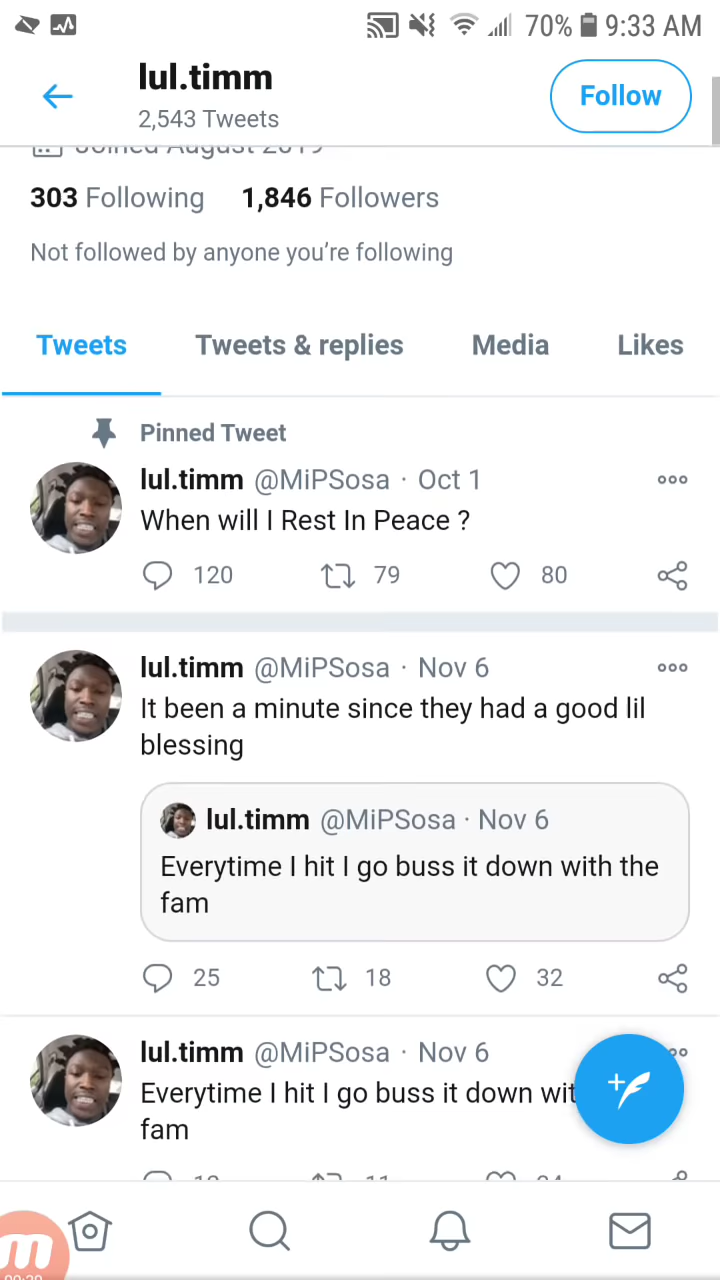 70% 9:33 AM
lul.timm
2,543 Tweets
Follow
Joined August 2019
303 Following 1,846 Followers
Not followed by anyone you’re following
Tweets Tweets & replies Media Likes
Pinned Tweet
lul.timm @MiPSosa · Oct 1
When will I Rest In Peace ?
120 79 80
lul.timm @MiPSosa · Nov 6
It been a minute since they had a good lil
blessing
lul.timm @MiPSosa · Nov 6
Everytime I hit I go buss it down with the
fam
25 18 32
lul.timm @MiPSosa · Nov 6
Everytime I hit I go buss it down wit
fam
m